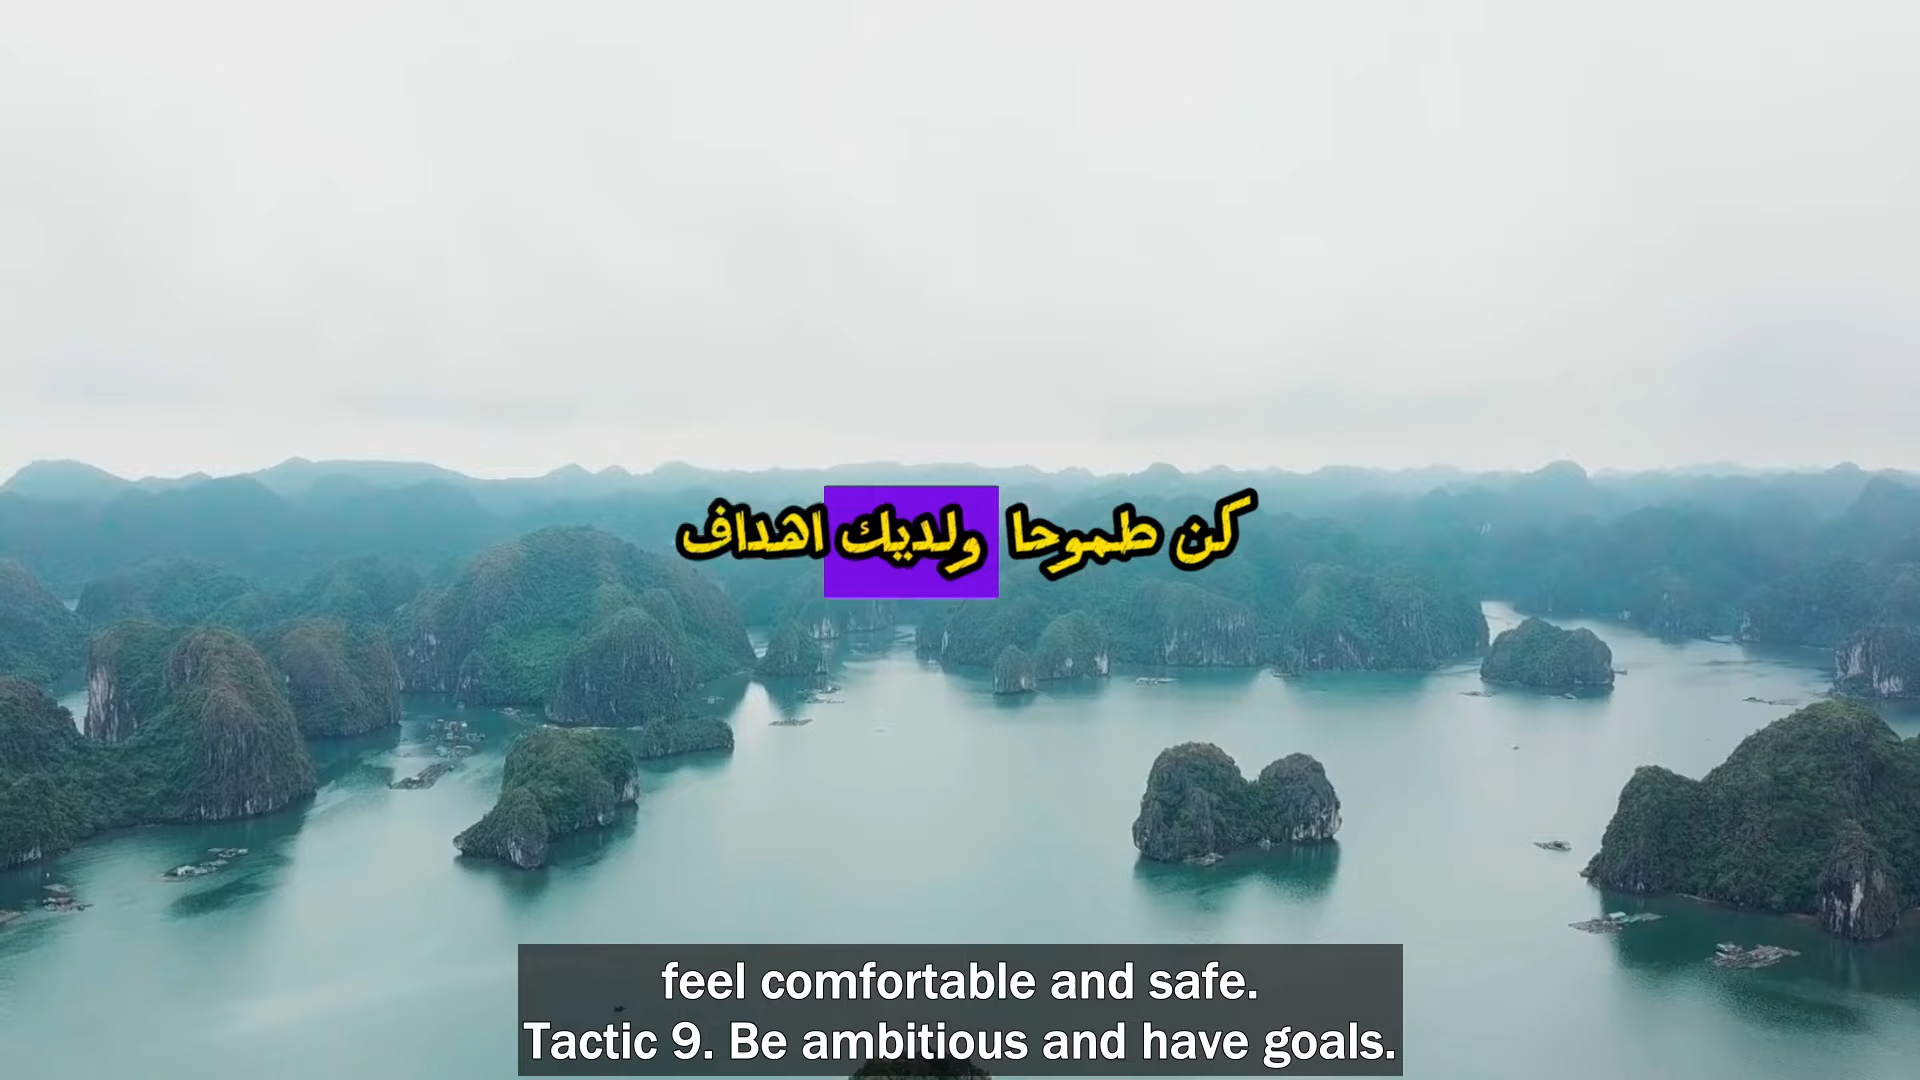 كن طموحا ولديك اهداف
feel comfortable and safe.
Tactic 9. Be ambitious and have goals.